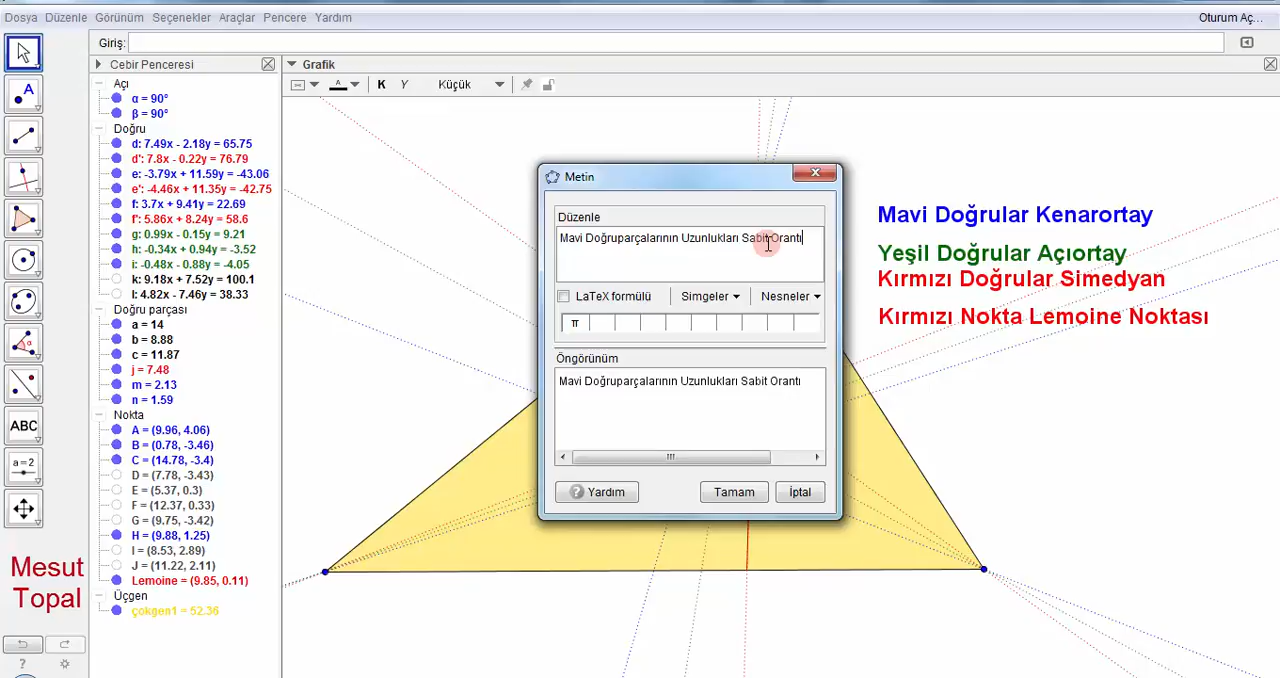 Dosya Düzenle Görünüm Seçenekler Araçlar Pencere Yardım Oturum Aç...
Giriş:
Cebir Penceresi
Grafik
K Y Küçük
Açı
α = 90°
β = 90°
Doğru
d: 7.49x - 2.18y = 65.75
d': 7.8x - 0.22y = 76.79
e: -3.79x + 11.59y = -43.06
e': -4.46x + 11.35y = -42.75
f: 3.7x + 9.41y = 22.69
f': 5.86x + 8.24y = 58.6
g: 0.99x - 0.15y = 9.21
h: -0.34x + 0.94y = -3.52
i: -0.48x - 0.88y = -4.05
k: 9.18x + 7.52y = 100.1
l: 4.82x - 7.46y = 38.33
Doğru parçası
a = 14
b = 8.88
c = 11.87
j = 7.48
m = 2.13
n = 1.59
Nokta
A = (9.96, 4.06)
B = (0.78, -3.46)
C = (14.78, -3.4)
D = (7.78, -3.43)
E = (5.37, 0.3)
F = (12.37, 0.33)
G = (9.75, -3.42)
H = (9.88, 1.25)
I = (8.53, 2.89)
J = (11.22, 2.11)
Lemoine = (9.85, 0.11)
Üçgen
çokgen1 = 52.36
A
ABC
a=2
Mesut
Topal
?
Metin
Düzenle
Mavi Doğruparçalarının Uzunlukları Sabit Orantı
LaTeX formülü Simgeler Nesneler
π
Öngörünüm
Mavi Doğruparçalarının Uzunlukları Sabit Orantı
? Yardım Tamam İptal
Mavi Doğrular Kenarortay
Yeşil Doğrular Açıortay
Kırmızı Doğrular Simedyan
Kırmızı Nokta Lemoine Noktası